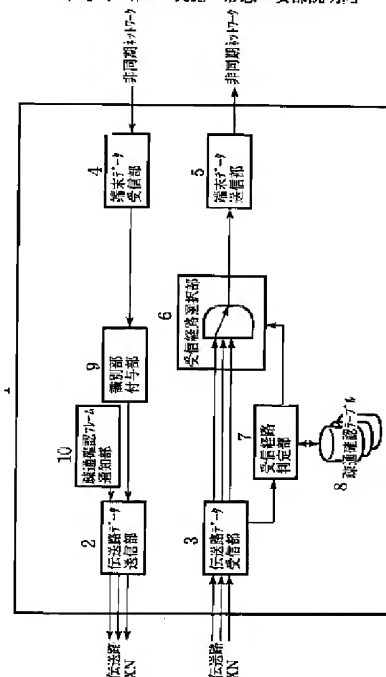 非同期ネットワーク
非同期ネットワーク
4
端末データ
受信部
5
端末データ
送信部
受信経路選択部
6
9
識別部
付与部
10
疎通確認フレーム
通知部
7
受信経路
判定部
8
疎通確認テーブル
2
伝送路データ
送信部
3
伝送路データ
受信部
伝送路
XN
伝送路
XN